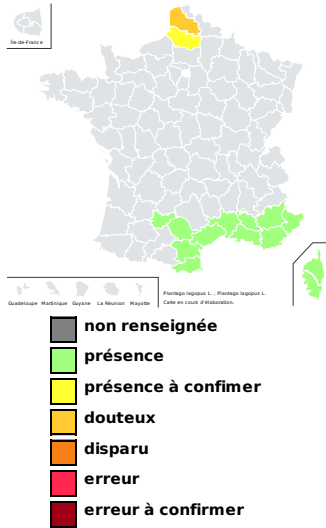 Île-de-France
Guadeloupe Martinique Guyane La Réunion Mayotte
Plantago lagopus L. , Plantago lagopus L.
Carte en cours d'élaboration.
non renseignée
présence
présence à confimer
douteux
disparu
erreur
erreur à confirmer